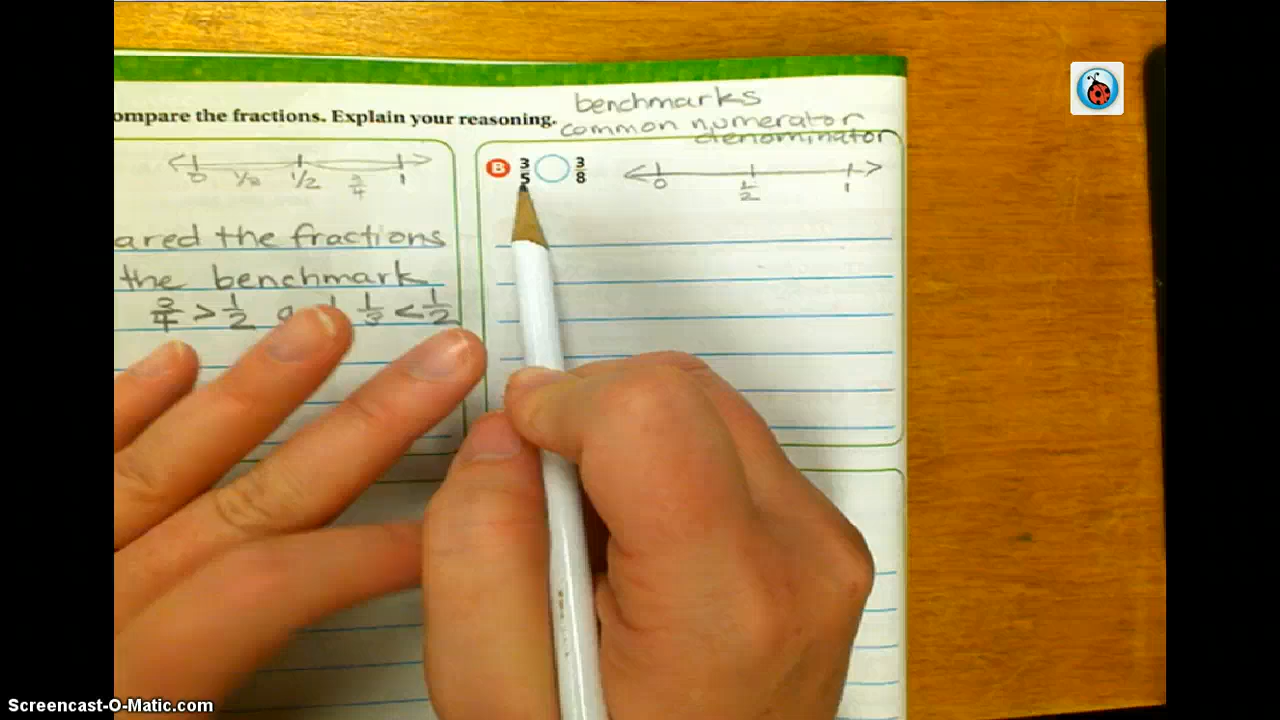 ompare the fractions. Explain your reasoning.
benchmarks
common numerator
denominator
0 1/3 1/2 3/4 1
ared the fractions
the benchmark
3/4 > 1/2 1/3 < 1/2
B 3/5 3/8
0 1/2 1
Screencast-O-Matic.com